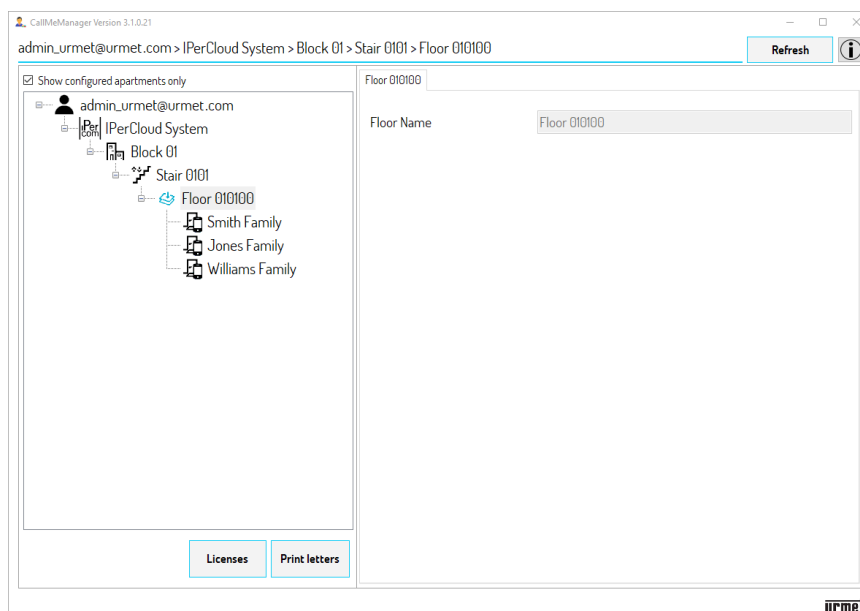 CallMeManager Version 3.1.0.21
admin_urmet@urmet.com > IPerCloud System > Block 01 > Stair 0101 > Floor 010100
Refresh
Show configured apartments only
admin_urmet@urmet.com
IPer com IPerCloud System
Block 01
Stair 0101
Floor 010100
Smith Family
Jones Family
Williams Family
Licenses
Print letters
Floor 010100
Floor Name
Floor 010100